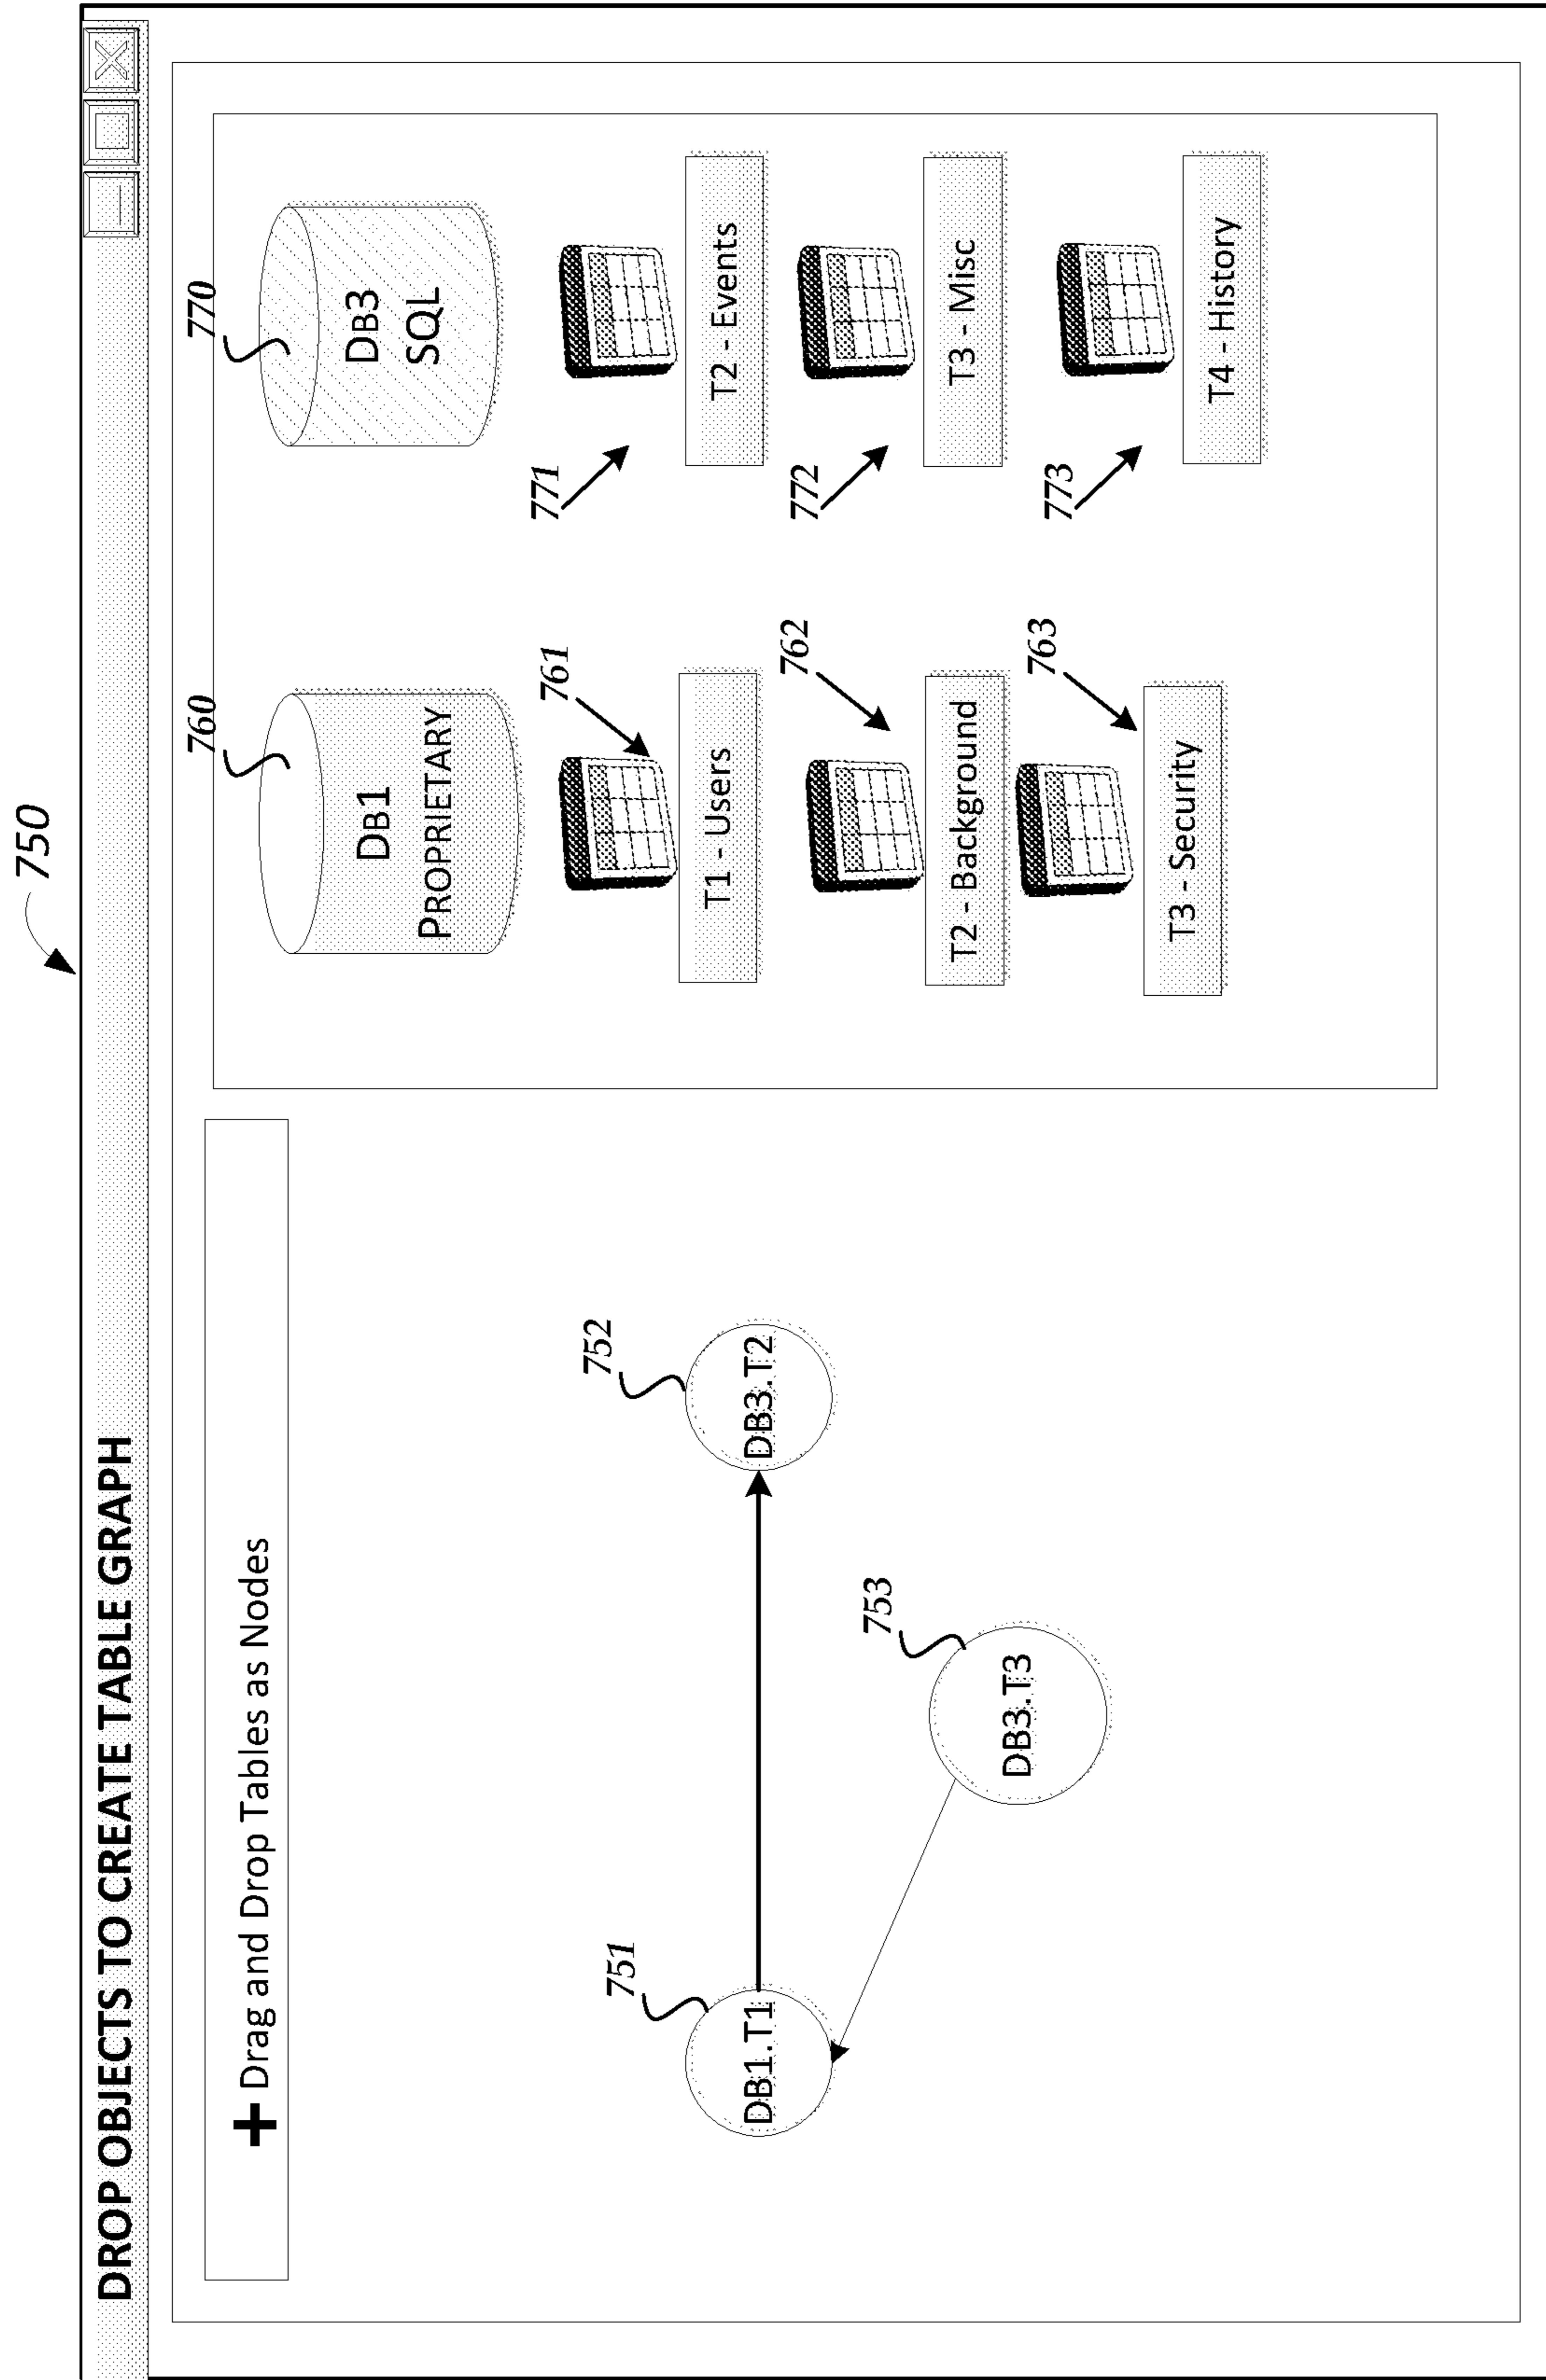 750
DROP OBJECTS TO CREATE TABLE GRAPH
+ Drag and Drop Tables as Nodes
751
DB1.T1
752
DB3.T2
753
DB3.T3
760
DB1
PROPRIETARY
761
T1 - Users
762
T2 - Background
763
T3 - Security
770
DB3
SQL
771
T2 - Events
772
T3 - Misc
773
T4 - History